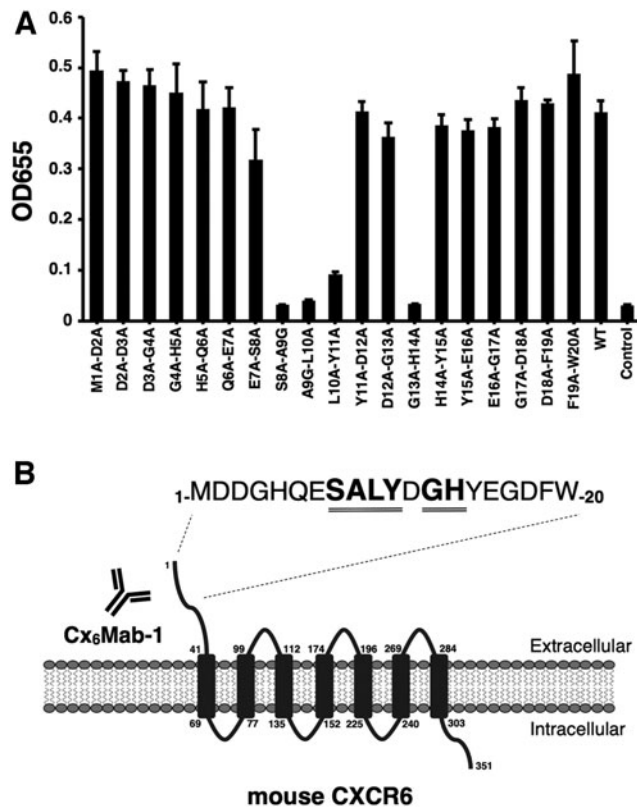 A
OD655
0.6
0.5
0.4
0.3
0.2
0.1
0
M1A-D2A
D2A-D3A
D3A-G4A
G4A-H5A
H5A-Q6A
Q6A-E7A
E7A-S8A
S8A-A9G
A9G-L10A
L10A-Y11A
Y11A-D12A
D12A-G13A
G13A-H14A
H14A-Y15A
Y15A-E16A
E16A-G17A
G17A-D18A
D18A-F19A
F19A-W20A
WT
Control
B
1-MDDGHQESALYDGHYEGDFW-20
1
Cx₆Mab-1
41 99 112 174 196 269 284 Extracellular
69 77 135 152 225 240 303 Intracellular
351
mouse CXCR6